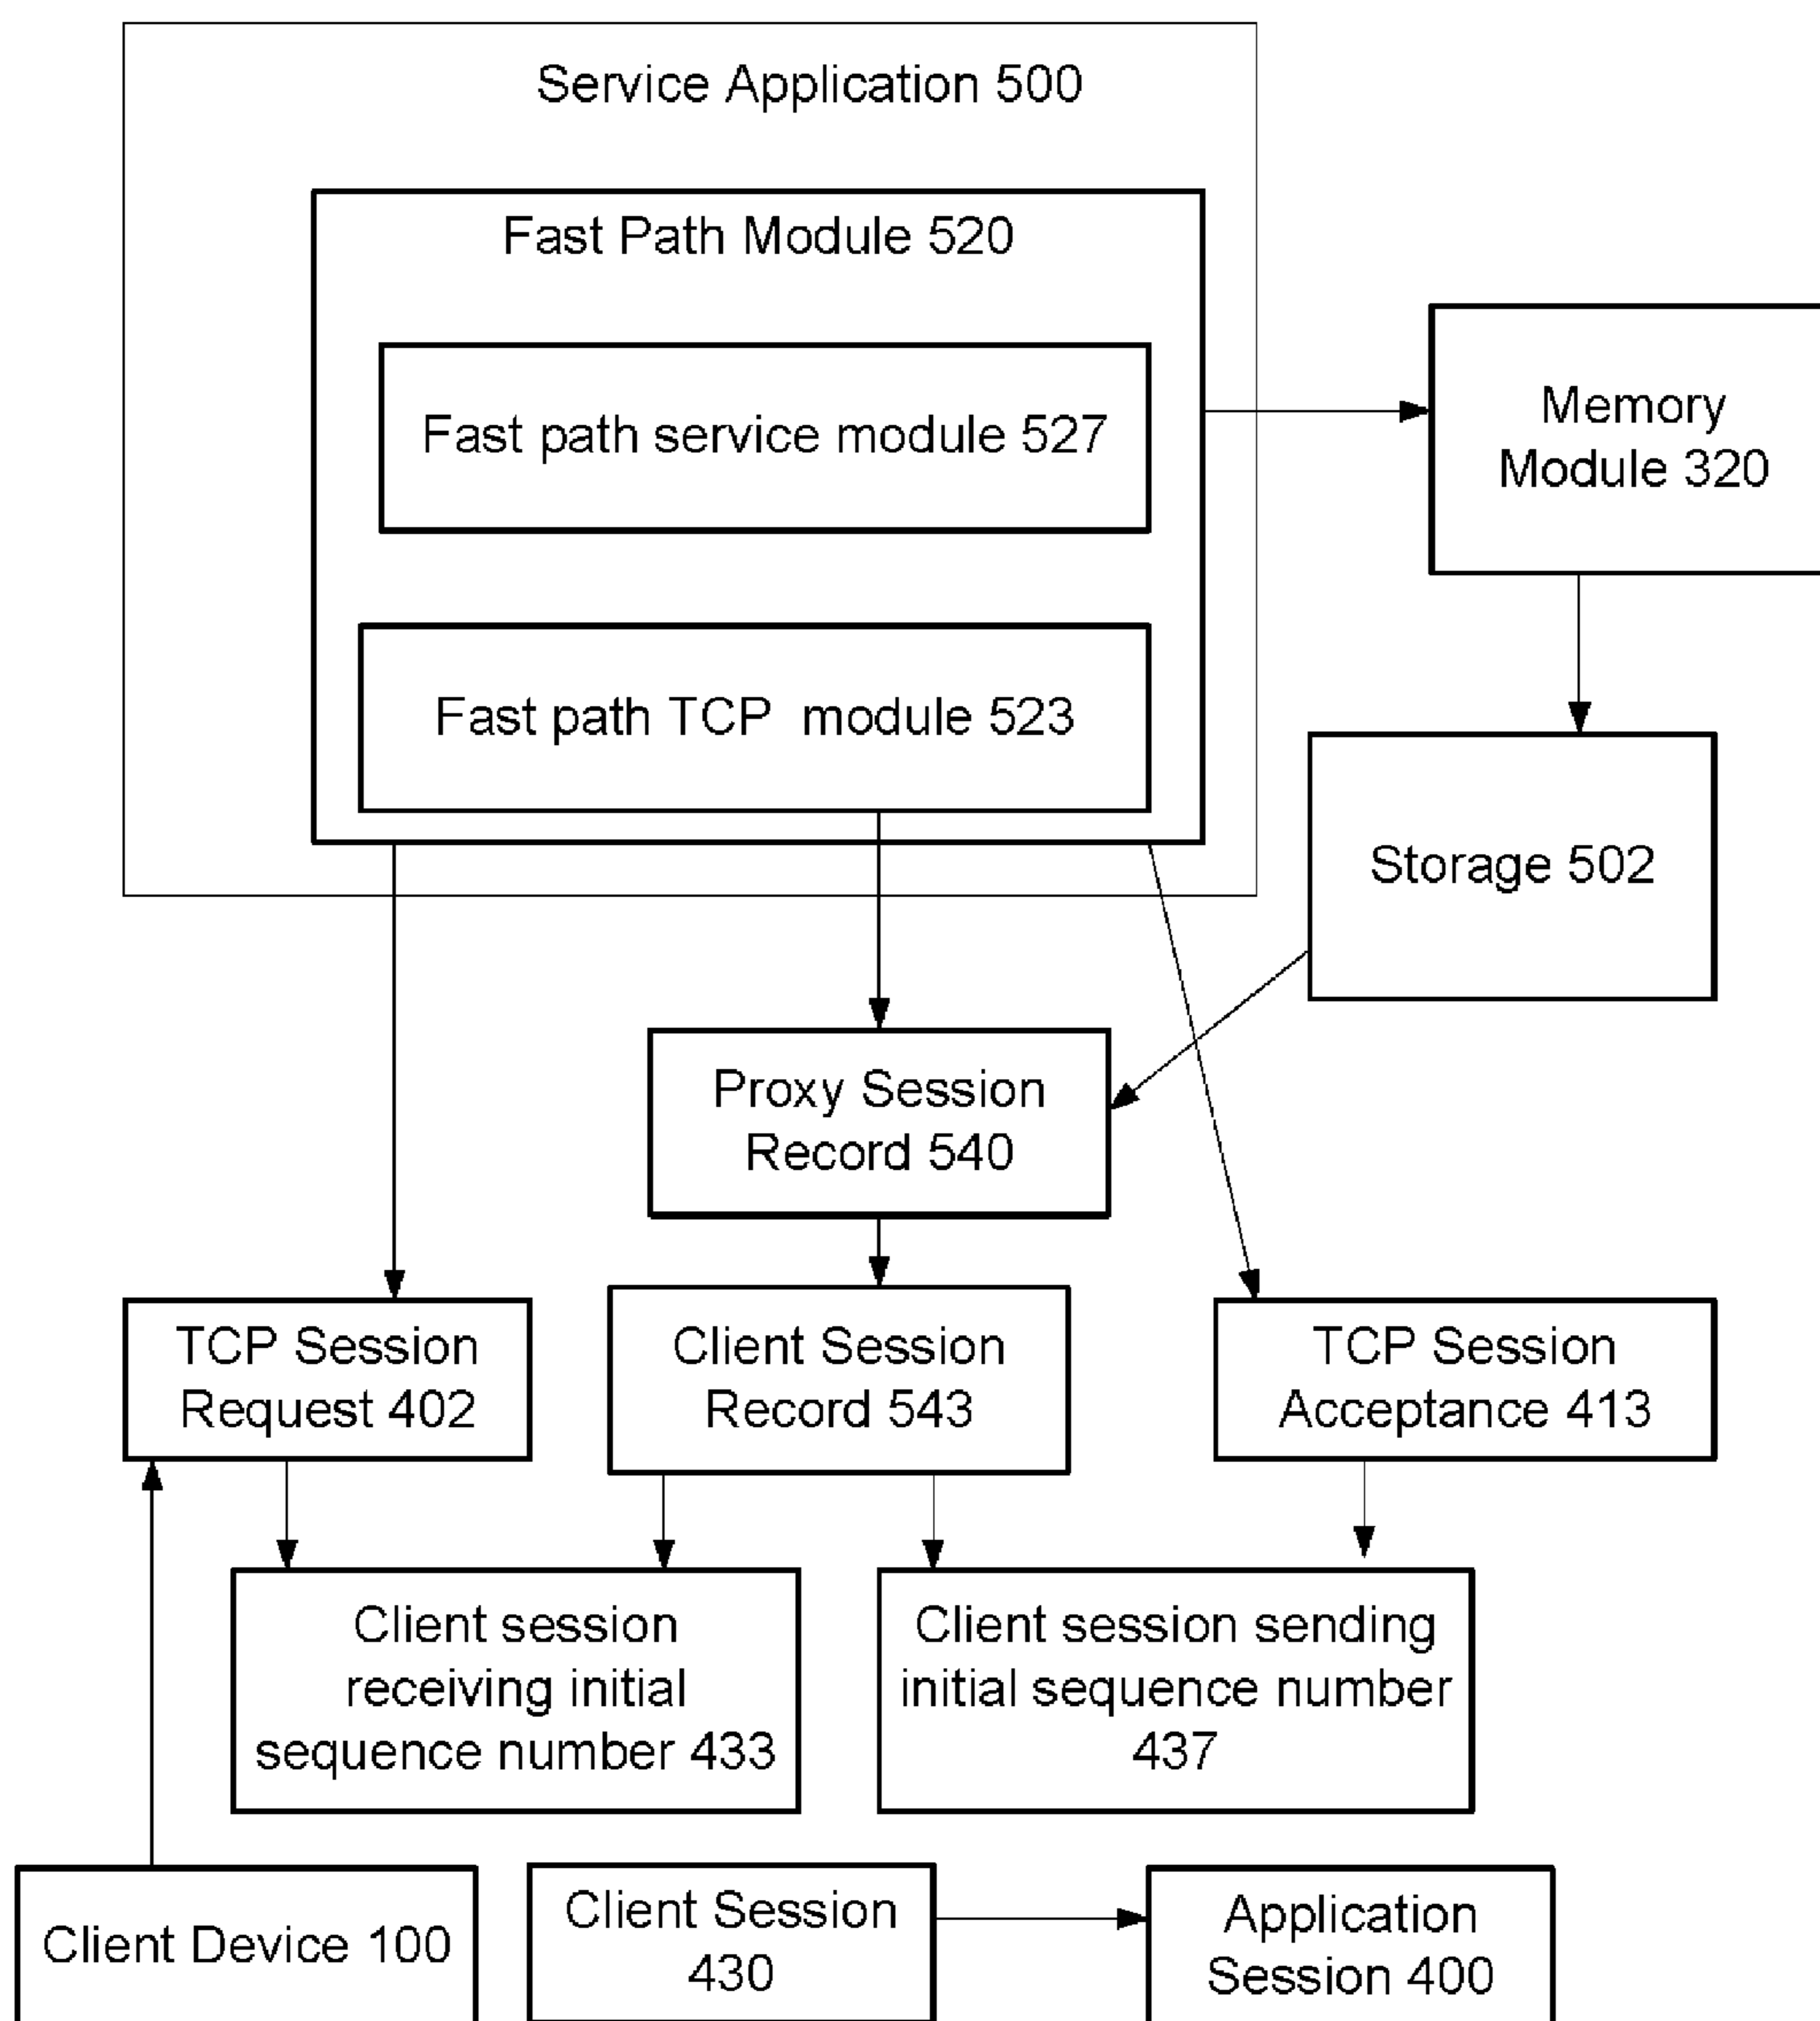 Service Application 500
Fast Path Module 520
Fast path service module 527
Memory
Module 320
Fast path TCP module 523
Storage 502
Proxy Session
Record 540
TCP Session
Request 402
Client Session
Record 543
TCP Session
Acceptance 413
Client session
receiving initial
sequence number 433
Client session sending
initial sequence number
437
Client Device 100
Client Session
430
Application
Session 400